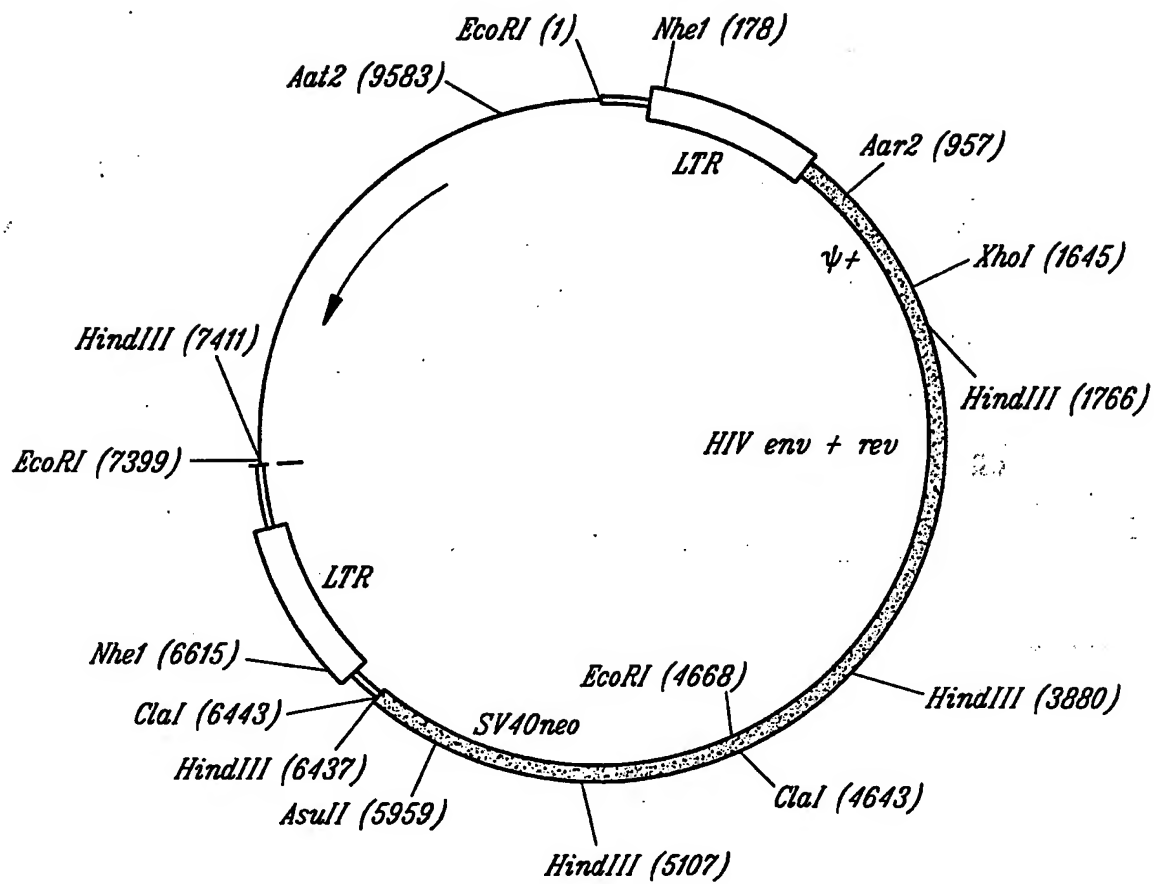 EcoRI (1)
Nhe1 (178)
Aat2 (9583)
LTR
Aar2 (957)
ψ+
XhoI (1645)
HindIII (7411)
HindIII (1766)
EcoRI (7399)
HIV env + rev
LTR
Nhe1 (6615)
EcoRI (4668)
HindIII (3880)
ClaI (6443)
SV40neo
HindIII (6437)
ClaI (4643)
AsuII (5959)
HindIII (5107)